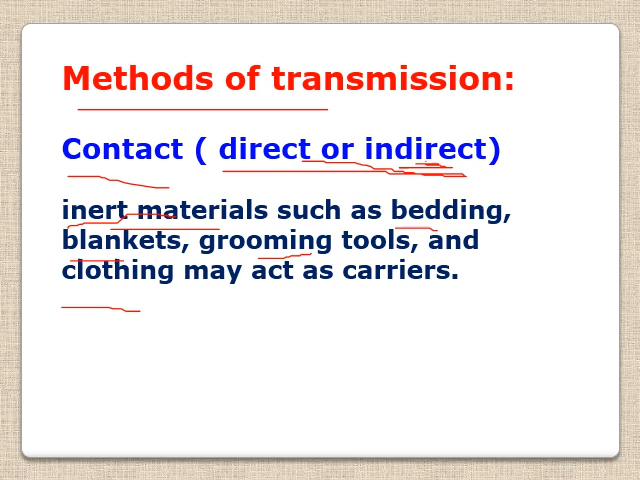 Methods of transmission:
Contact ( direct or indirect)
inert materials such as bedding,
blankets, grooming tools, and
clothing may act as carriers.